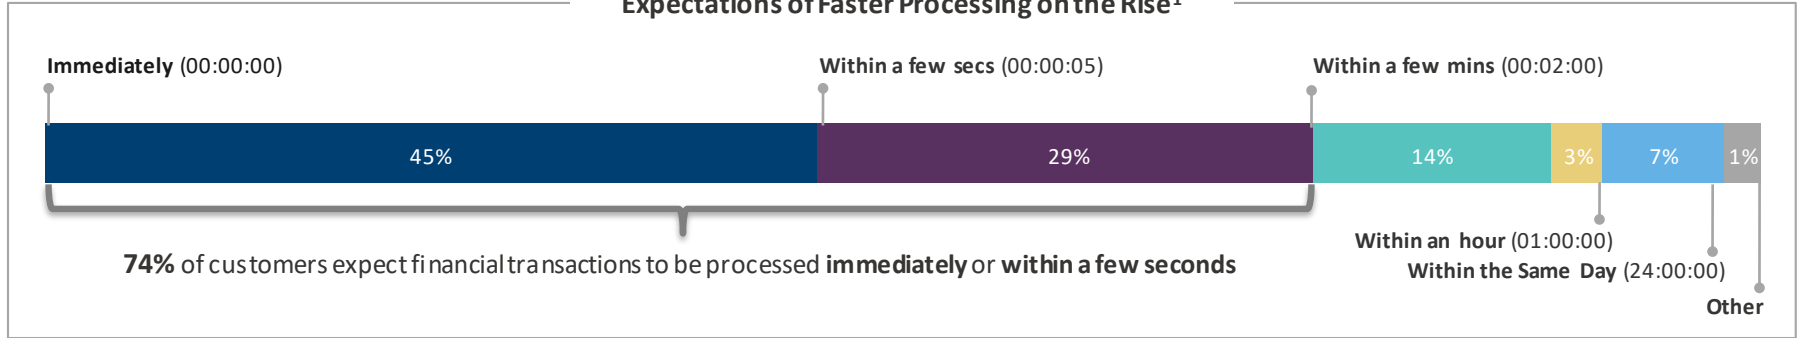 Expectations of Faster Processing on the Rise¹
Immediately (00:00:00)
Within a few secs (00:00:05)
Within a few mins (00:02:00)
45%
29%
14%
3%
7%
1%
Within an hour (01:00:00)
74% of customers expect financial transactions to be processed immediately or within a few seconds
Within the Same Day (24:00:00)
Other